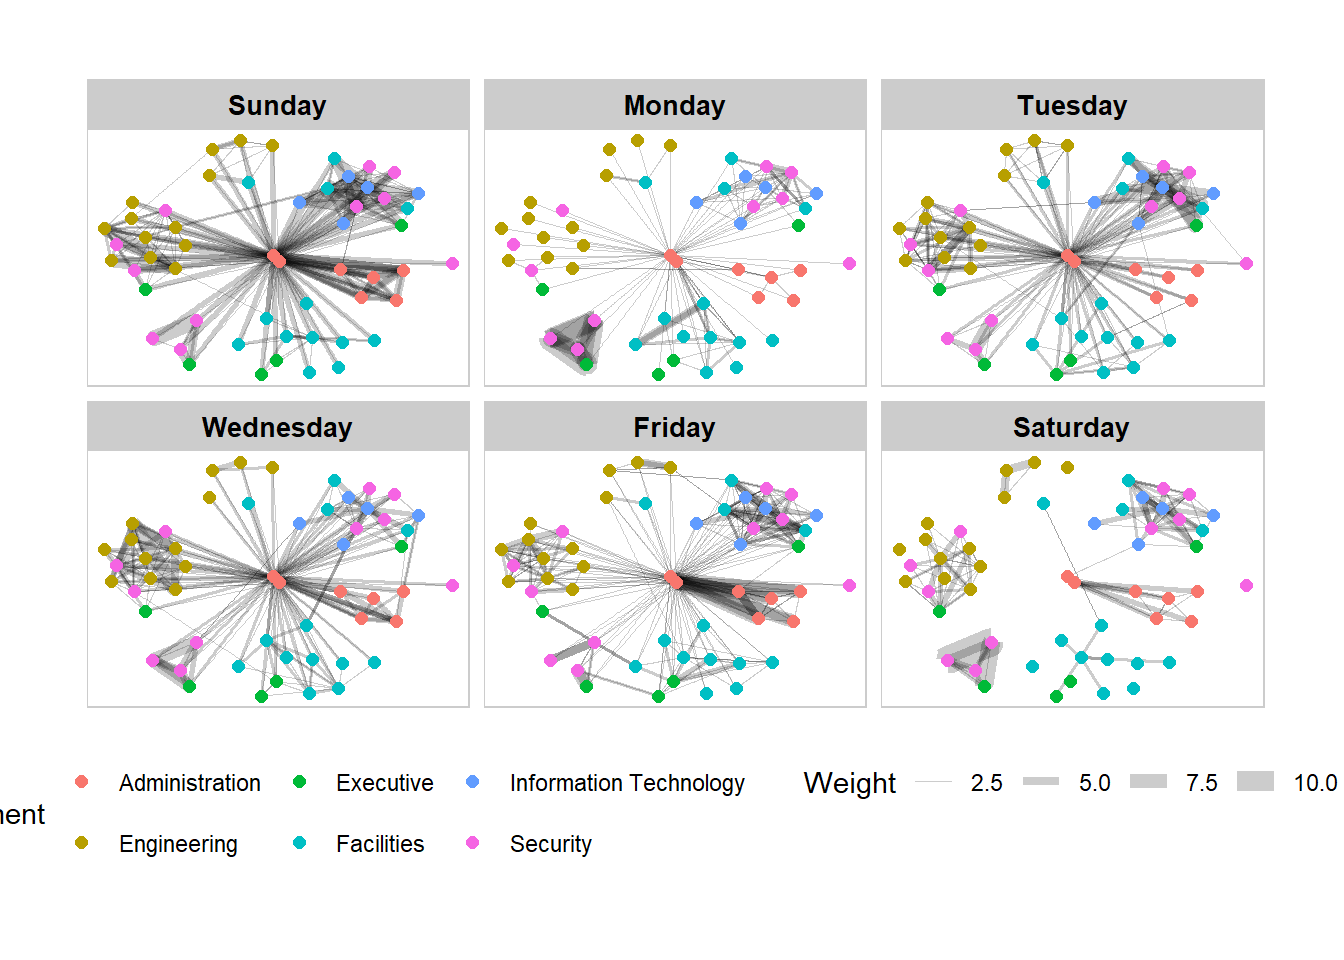 Sunday
Monday
Tuesday
Wednesday
Friday
Saturday
Administration
Executive
Information Technology
Weight
2.5
5.0
7.5
10.0
nent
Engineering
Facilities
Security